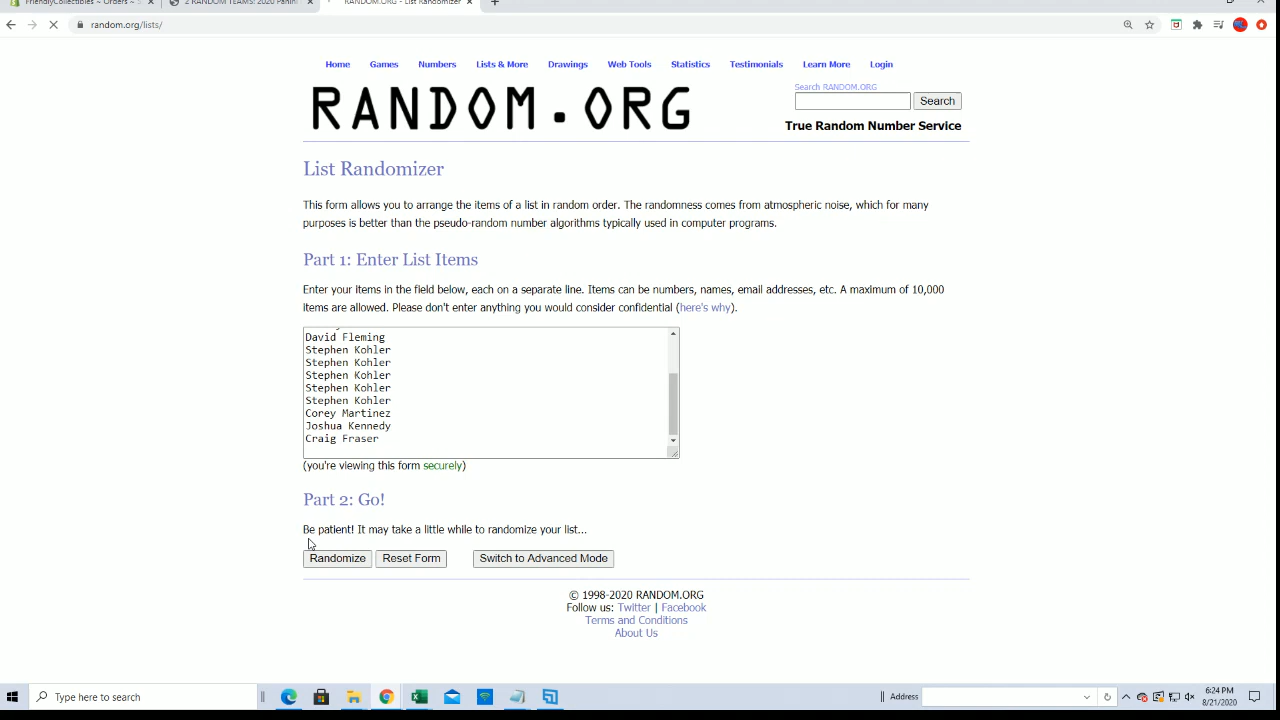 FriendlyCollectibles ~ Orders ~
2 RANDOM TEAMS: 2020 Panini
RANDOM.ORG - List Randomizer
random.org/lists/
Home Games Numbers Lists & More Drawings Web Tools Statistics Testimonials Learn More Login
RANDOM.ORG
Search RANDOM.ORG
Search
True Random Number Service
List Randomizer
This form allows you to arrange the items of a list in random order. The randomness comes from atmospheric noise, which for many
purposes is better than the pseudo-random number algorithms typically used in computer programs.
Part 1: Enter List Items
Enter your items in the field below, each on a separate line. Items can be numbers, names, email addresses, etc. A maximum of 10,000
items are allowed. Please don't enter anything you would consider confidential (here's why).
David Fleming
Stephen Kohler
Stephen Kohler
Stephen Kohler
Stephen Kohler
Stephen Kohler
Corey Martinez
Joshua Kennedy
Craig Fraser
(you're viewing this form securely)
Part 2: Go!
Be patient! It may take a little while to randomize your list...
Randomize Reset Form Switch to Advanced Mode
© 1998-2020 RANDOM.ORG
Follow us: Twitter | Facebook
Terms and Conditions
About Us
Type here to search
Address
6:24 PM
8/21/2020